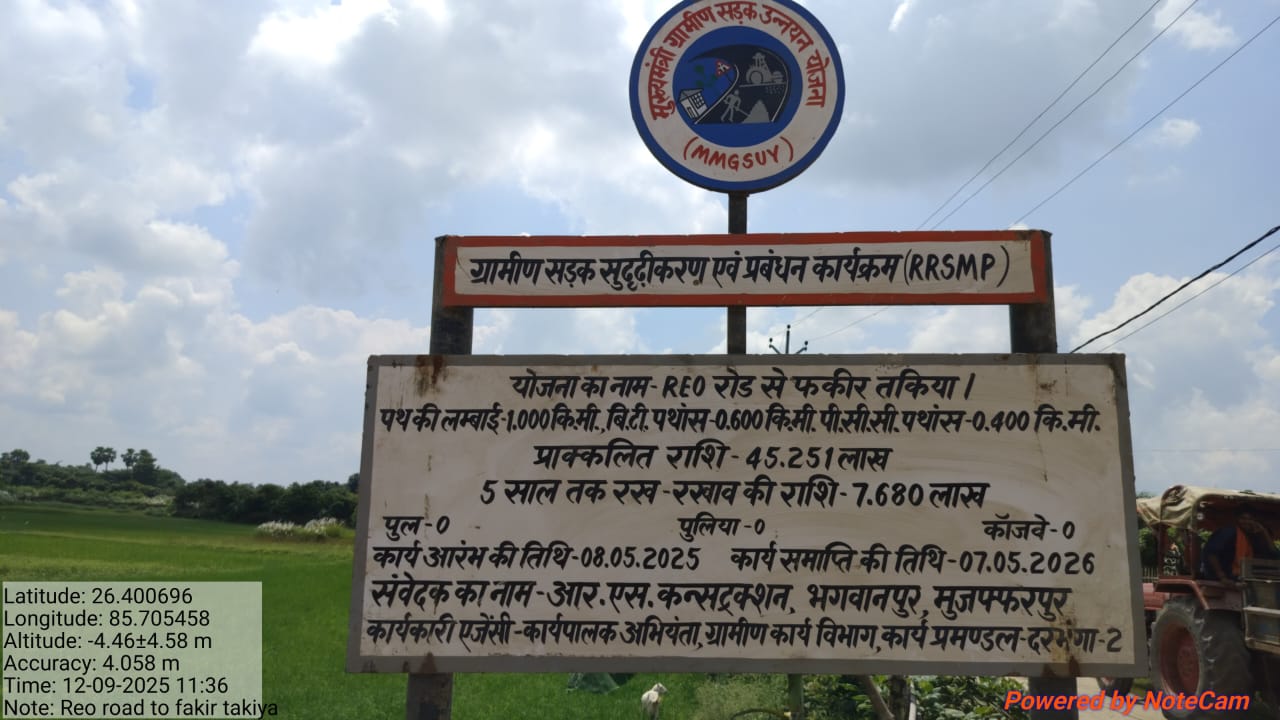 मुख्यमंत्री ग्रामीण सड़क उन्नयन योजना
(MMGSUY)
ग्रामीण सड़क सुदृढ़ीकरण एवं प्रबंधन कार्यक्रम (RRSMP)
योजना का नाम - REO रोड से फकीर तकिया।
पथ की लम्बाई-1.000 कि.मी., बि.टी. पथांस-0.600 कि.मी. पी.सी.सी. पथांस-0.400 कि.मी.
प्राक्कलित राशि - 45.251 लाख
5 साल तक रख-रखाव की राशि - 7.680 लाख
पुल-0 पुलिया-0 कॉजवे-0
कार्य आरंभ की तिथि-08.05.2025 कार्य समाप्ति की तिथि-07.05.2026
संवेदक का नाम - आर.एस.कन्सट्रक्शन, भगवानपुर, मुजफ्फरपुर
कार्यकारी एजेंसी-कार्यपालक अभियंता, ग्रामीण कार्य विभाग, कार्य प्रमण्डल-दरभंगा-2
Latitude: 26.400696
Longitude: 85.705458
Altitude: -4.46±4.58 m
Accuracy: 4.058 m
Time: 12-09-2025 11:36
Note: Reo road to fakir takiya
Powered by NoteCam